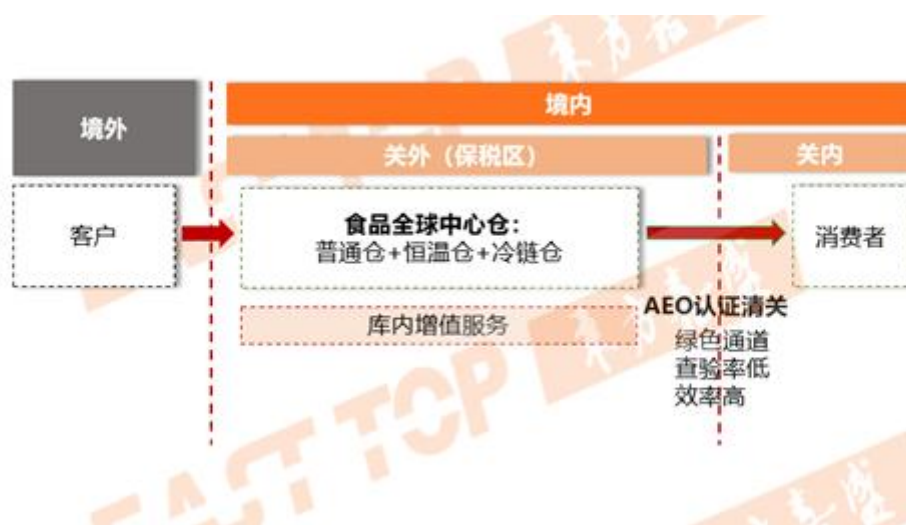 境外
境内
关外（保税区）
关内
客户
食品全球中心仓：
普通仓+恒温仓+冷链仓
消费者
库内增值服务
AEO认证清关
绿色通道
查验率低
效率高
EAST TOP